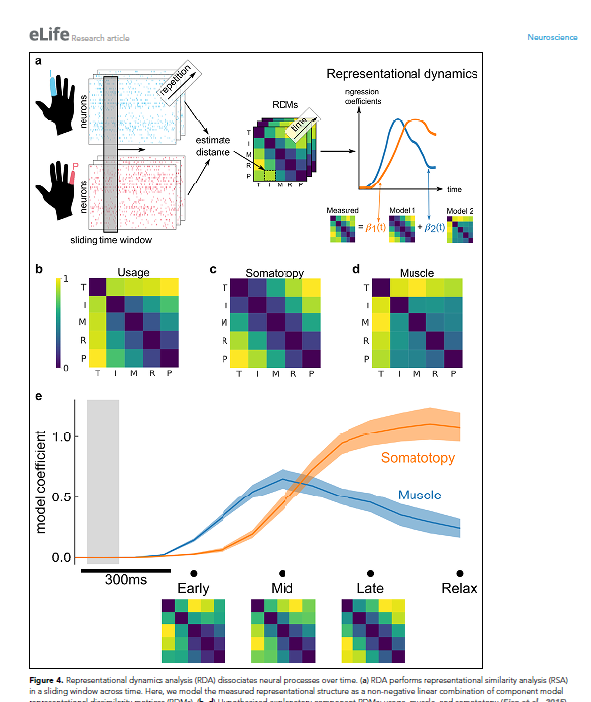 eLife Research article
Neuroscience
a
repetition
neurons
neurons
sliding time window
estimate
distance
RDMs
time
T
I
M
R
P
T I M R P
Representational dynamics
regression
coefficients
time
Measured
Model 1
Model 2
= β1(t)
+ β2(t)
b
Usage
1
0
T
I
M
R
P
T I M R P
c
Somatotopy
T
I
M
R
P
T I M R P
d
Muscle
T
I
M
R
P
T I M R P
e
model coefficient
1.0
0.5
0.0
Somatotopy
Muscle
300ms
Early
Mid
Late
Relax
Figure 4. Representational dynamics analysis (RDA) dissociates neural processes over time. (a) RDA performs representational similarity analysis (RSA)
in a sliding window across time. Here, we model the measured representational structure as a non-negative linear combination of component model